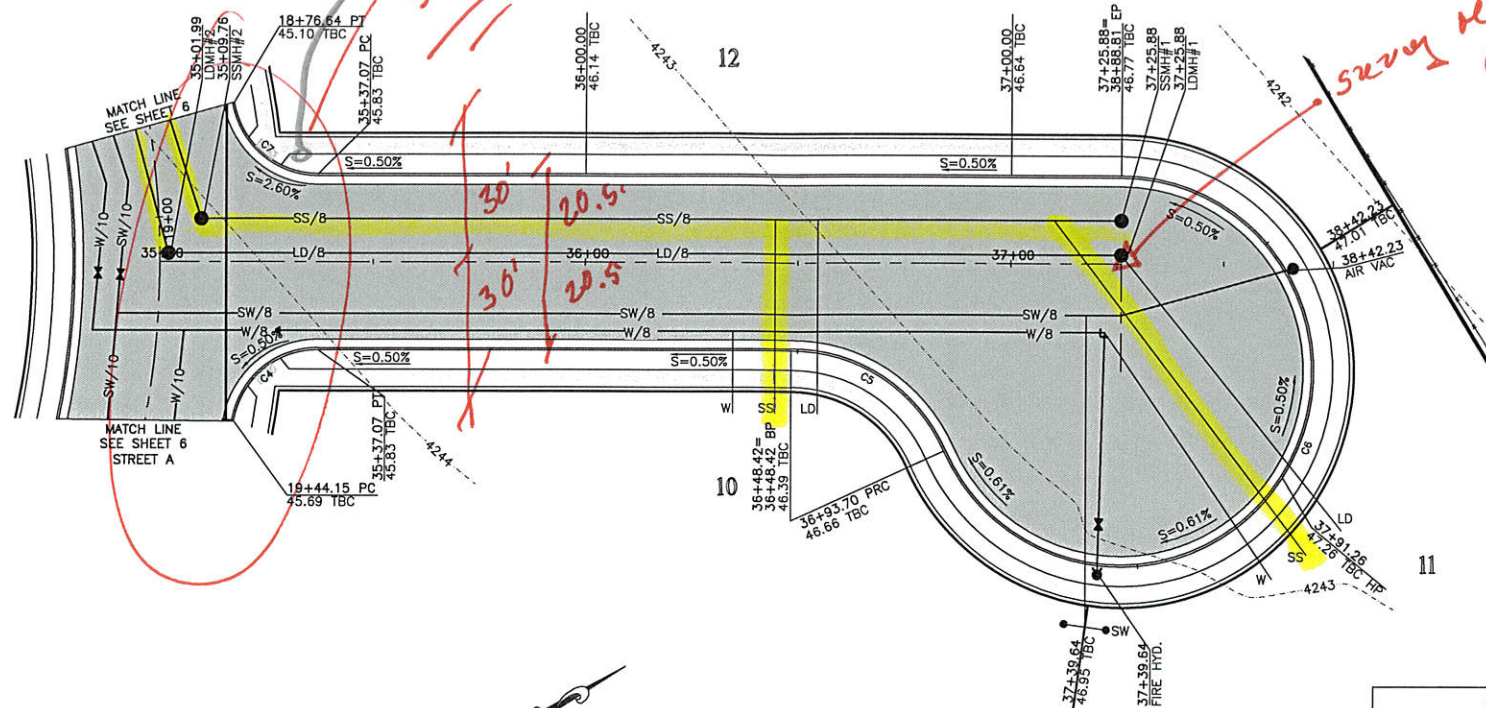 35+01.99
LDMH#2
35+09.76
SSMH#2
18+76.64 PT
45.10 TBC
35+37.07 PC
45.83 TBC
36+00.00
46.14 TBC
37+00.00
46.64 TBC
37+25.88=
38+88.81 EP
46.77 TBC
37+25.88
SSMH#1
37+25.88
LDMH#1
12
4243
4242
MATCH LINE
SEE SHEET 6
C7
S=2.60%
S=0.50%
S=0.50%
S=0.50%
30'
20.5'
SS/8
SS/8
W/10
SW/10
19+00
35+00
LD/8
36+00
LD/8
37+00
30'
20.5'
38+42.23
47.01 TBC
38+42.23
AIR VAC
SW/8
SW/8
SW/8
W/8
W/8
W/8
S=0.50%
S=0.50%
S=0.50%
SW/10
W/10
C4
C5
S=0.50%
C6
MATCH LINE
SEE SHEET 6
STREET A
35+37.07 PT
45.83 TBC
4244
W
SS
LD
36+48.42=
36+48.42 BP
46.39 TBC
10
36+93.70 PRC
46.66 TBC
S=0.61%
S=0.61%
19+44.15 PC
45.69 TBC
LD
37+91.26
47.26 TBC HP
SS
W
11
4243
SW
37+39.64
46.95 TBC
37+39.64
FIRE HYD.